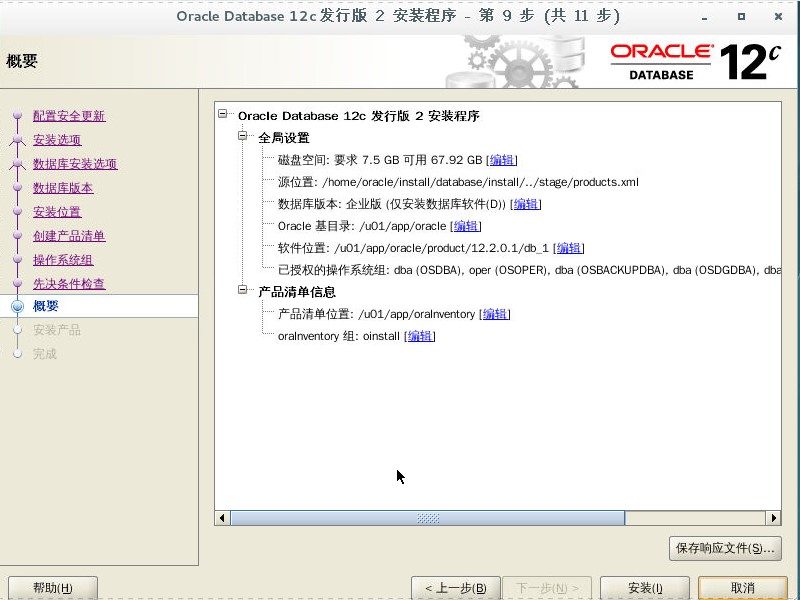 Oracle Database 12c 发行版 2 安装程序 - 第 9 步 (共 11 步)
概要
ORACLE
DATABASE
12c
配置安全更新
安装选项
数据库安装选项
数据库版本
安装位置
创建产品清单
操作系统组
先决条件检查
概要
安装产品
完成
Oracle Database 12c 发行版 2 安装程序
全局设置
磁盘空间: 要求 7.5 GB 可用 67.92 GB [编辑]
源位置: /home/oracle/install/database/install/../stage/products.xml
数据库版本: 企业版 (仅安装数据库软件(D)) [编辑]
Oracle 基目录: /u01/app/oracle [编辑]
软件位置: /u01/app/oracle/product/12.2.0.1/db_1 [编辑]
已授权的操作系统组: dba (OSDBA), oper (OSOPER), dba (OSBACKUPDBA), dba (OSDGDBA), dba
产品清单信息
产品清单位置: /u01/app/oraInventory [编辑]
oraInventory 组: oinstall [编辑]
保存响应文件(S)...
帮助(H)
< 上一步(B)
下一步(N) >
安装(I)
取消